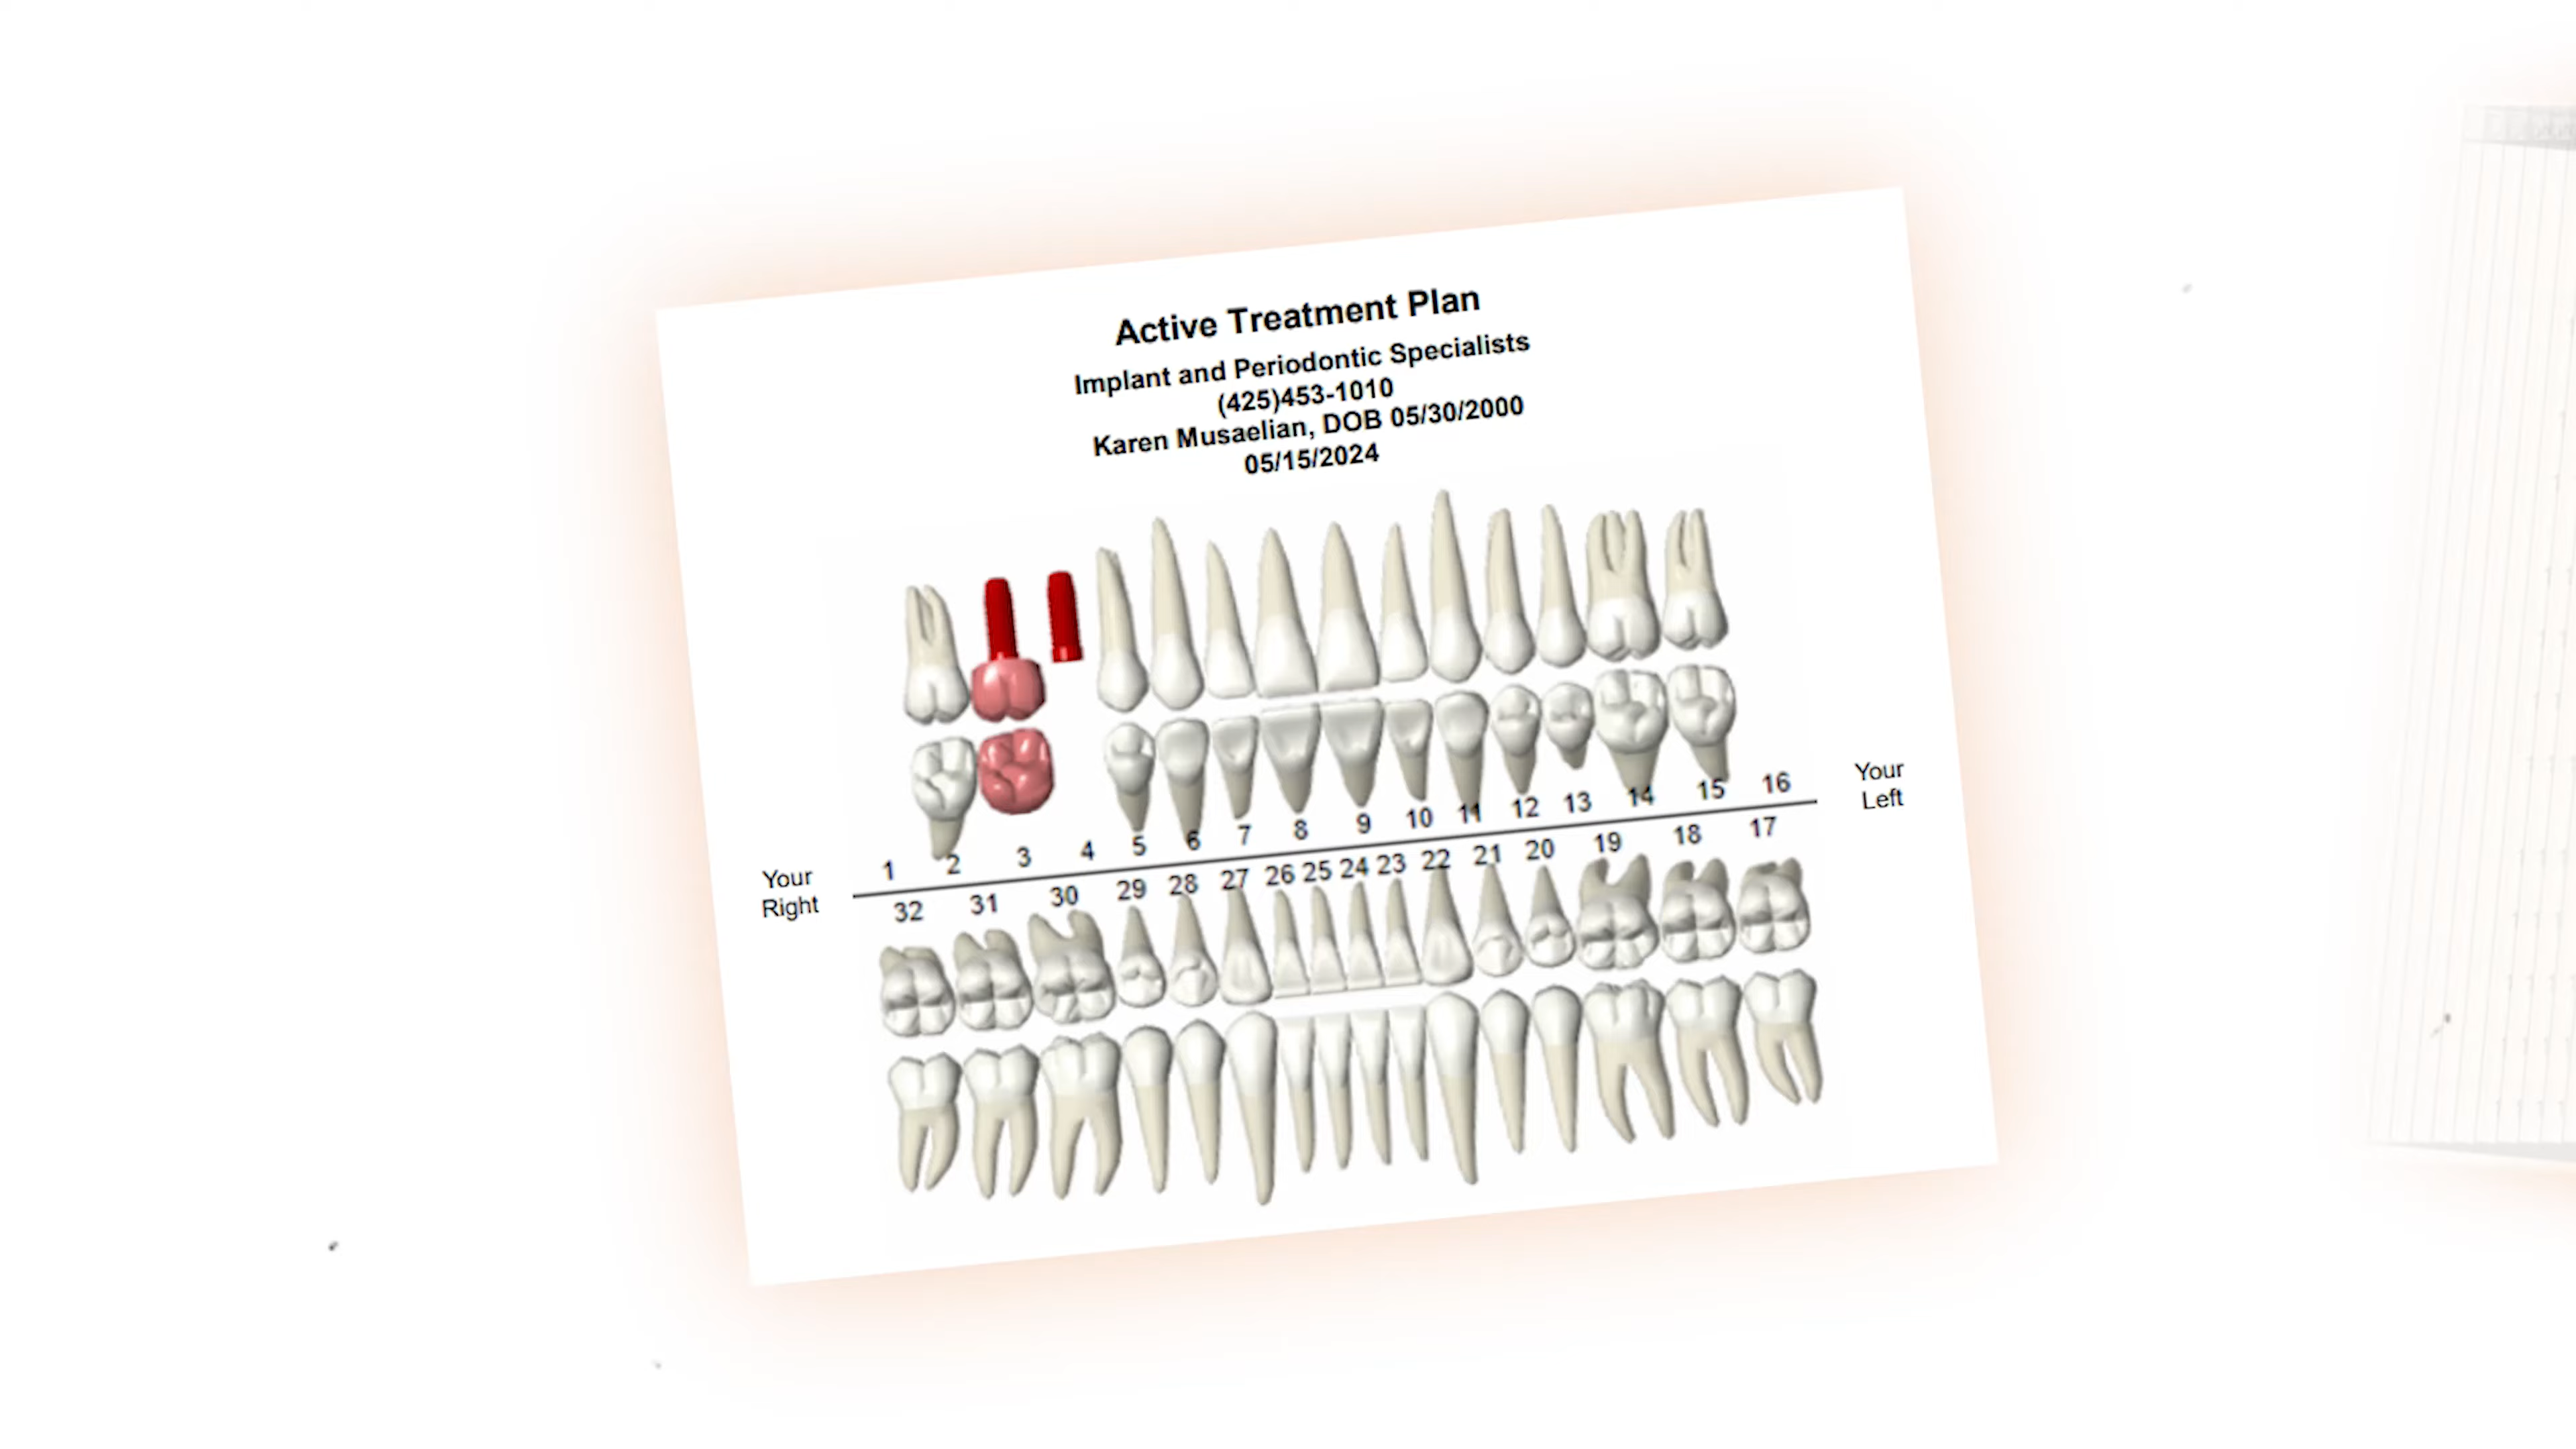 Active Treatment Plan
Implant and Periodontic Specialists
(425)453-1010
Karen Musaelian, DOB 05/30/2000
05/15/2024
Your Right
1 2 3 4 5 6 7 8 9 10 11 12 13 14 15 16
32 31 30 29 28 27 26 25 24 23 22 21 20 19 18 17
Your Left